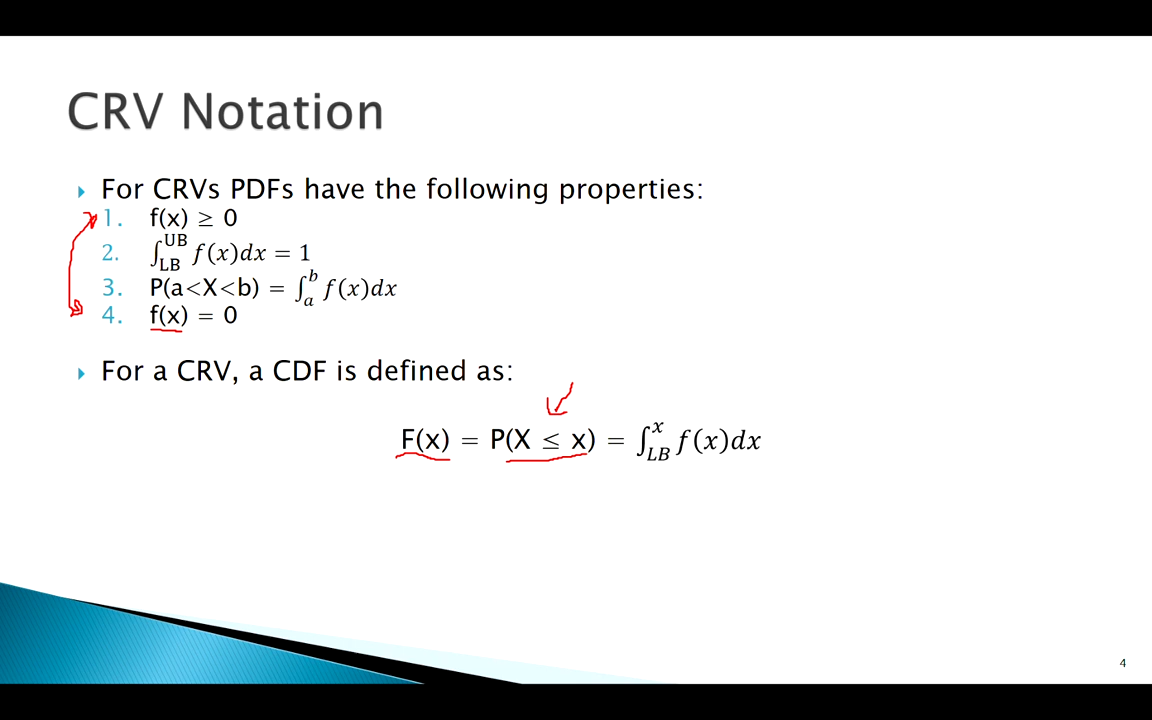 CRV Notation
For CRVs PDFs have the following properties:
1. f(x) ≥ 0
2. ∫_LB^UB f(x)dx = 1
3. P(a<X<b) = ∫_a^b f(x)dx
4. f(x) = 0
For a CRV, a CDF is defined as:
F(x) = P(X ≤ x) = ∫_LB^x f(x)dx
4